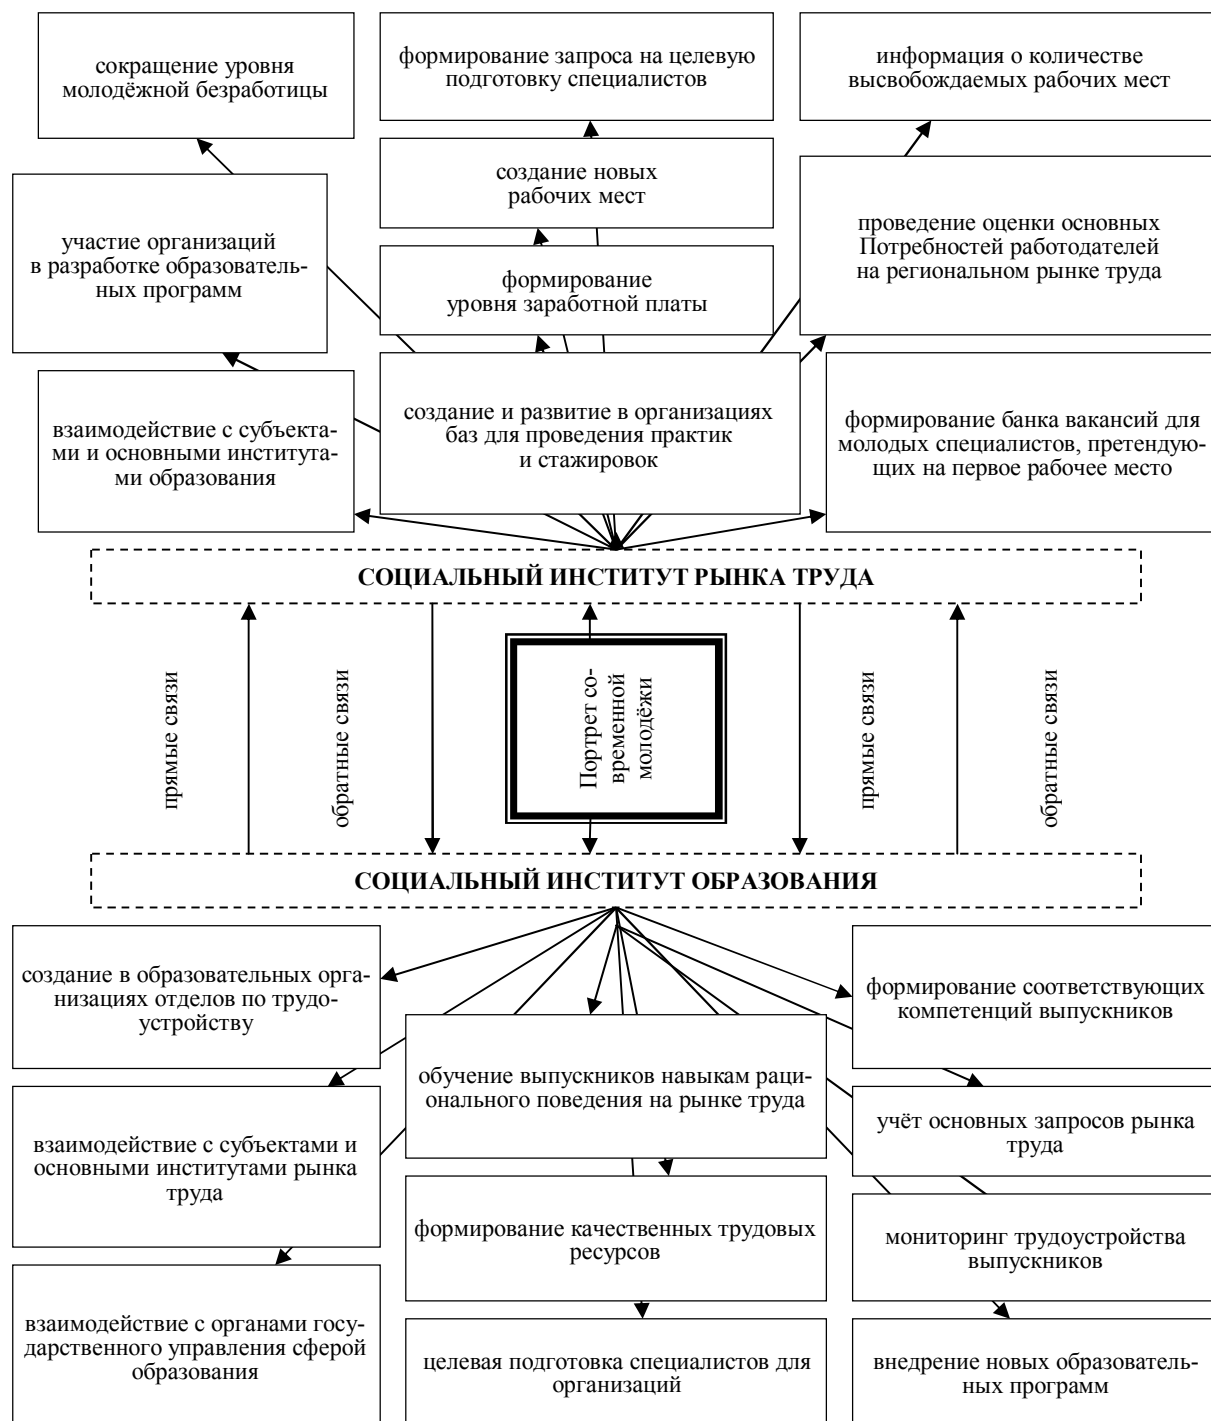 сокращение уровня
молодёжной безработицы
формирование запроса на целевую
подготовку специалистов
информация о количестве
высвобождаемых рабочих мест
создание новых
рабочих мест
участие организаций
в разработке образователь-
ных программ
проведение оценки основных
Потребностей работодателей
на региональном рынке труда
формирование
уровня заработной платы
взаимодействие с субъекта-
ми и основными института-
ми образования
создание и развитие в организациях
баз для проведения практик
и стажировок
формирование банка вакансий для
молодых специалистов, претендую-
щих на первое рабочее место
СОЦИАЛЬНЫЙ ИНСТИТУТ РЫНКА ТРУДА
прямые связи
обратные связи
Портрет со-
временной
молодёжи
прямые связи
обратные связи
СОЦИАЛЬНЫЙ ИНСТИТУТ ОБРАЗОВАНИЯ
создание в образовательных орга-
низациях отделов по трудо-
устройству
формирование соответствующих
компетенций выпускников
обучение выпускников навыкам раци-
онального поведения на рынке труда
взаимодействие с субъектами и
основными институтами рынка
труда
учёт основных запросов рынка
труда
формирование качественных трудовых
ресурсов
мониторинг трудоустройства
выпускников
взаимодействие с органами госу-
дарственного управления сферой
образования
целевая подготовка специалистов для
организаций
внедрение новых образователь-
ных программ